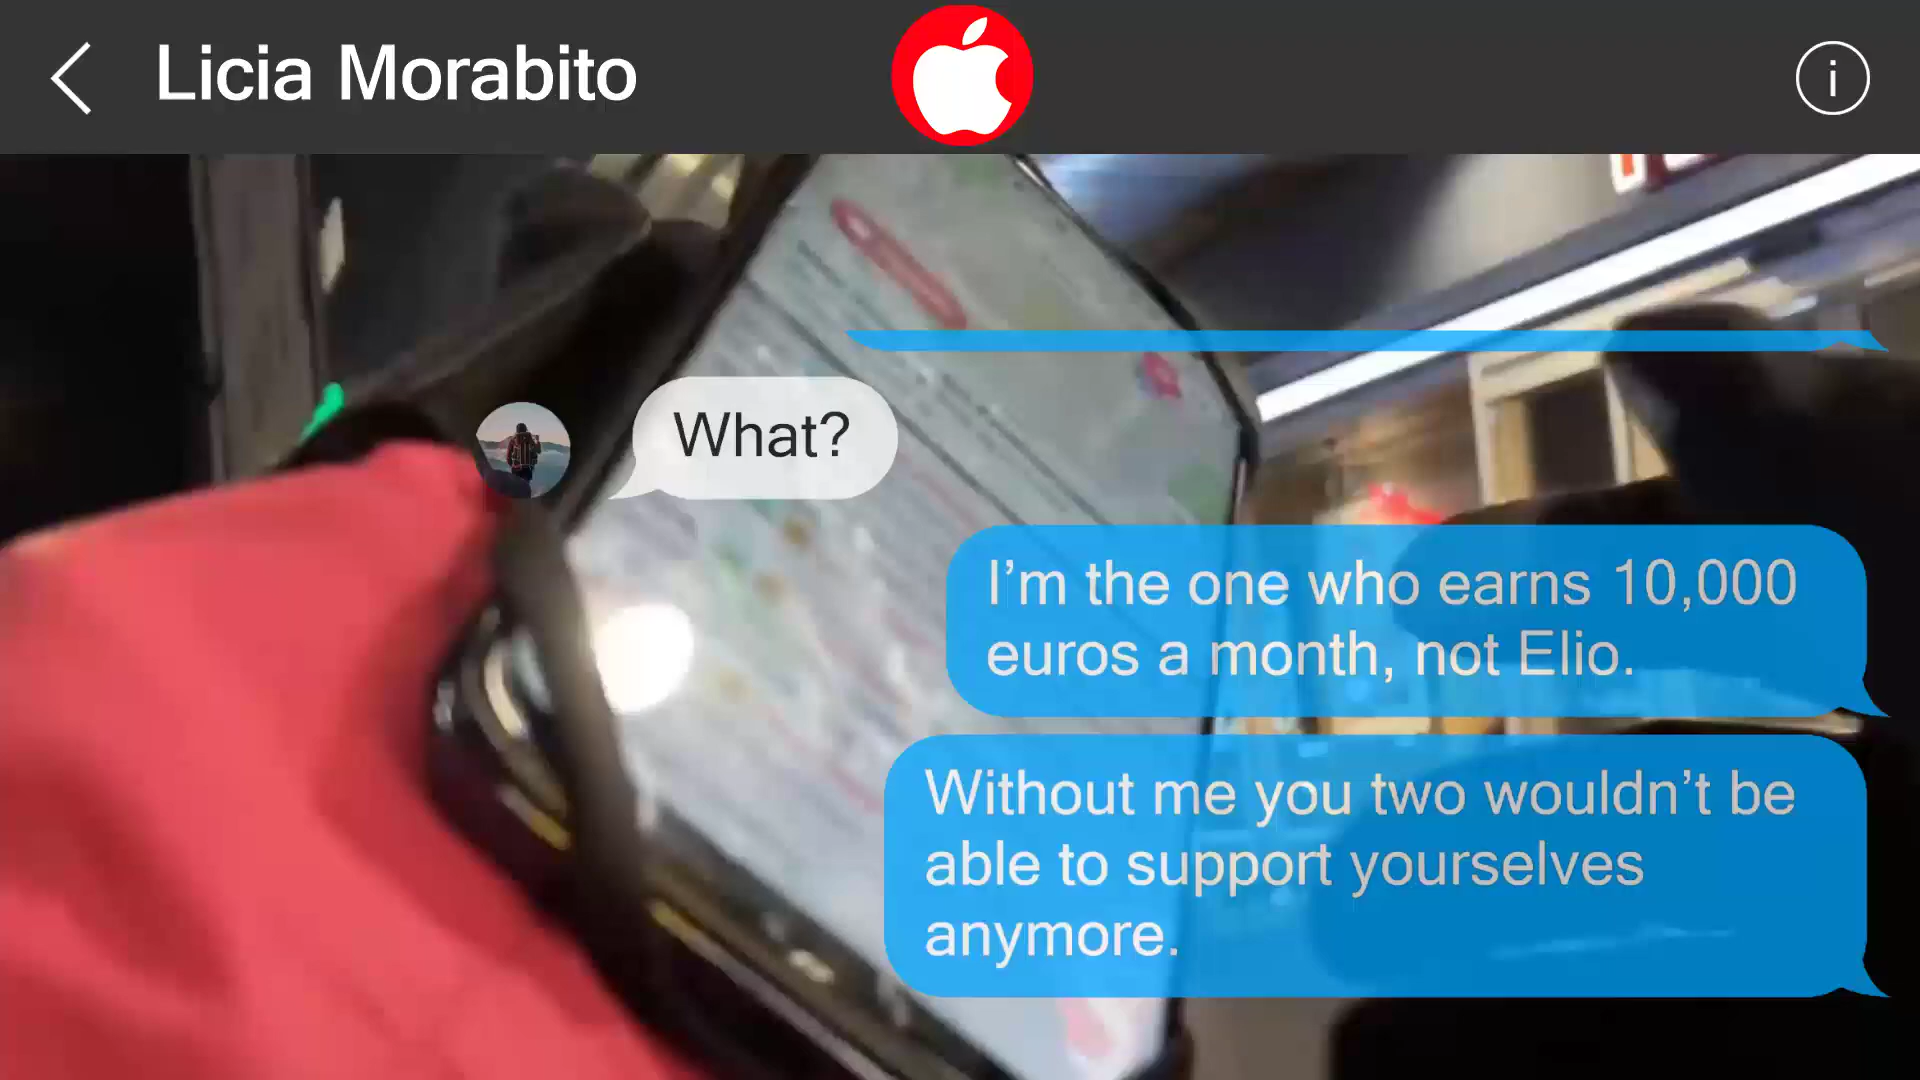 Licia Morabito
What?
I’m the one who earns 10,000
euros a month, not Elio.
Without me you two wouldn’t be
able to support yourselves
anymore.